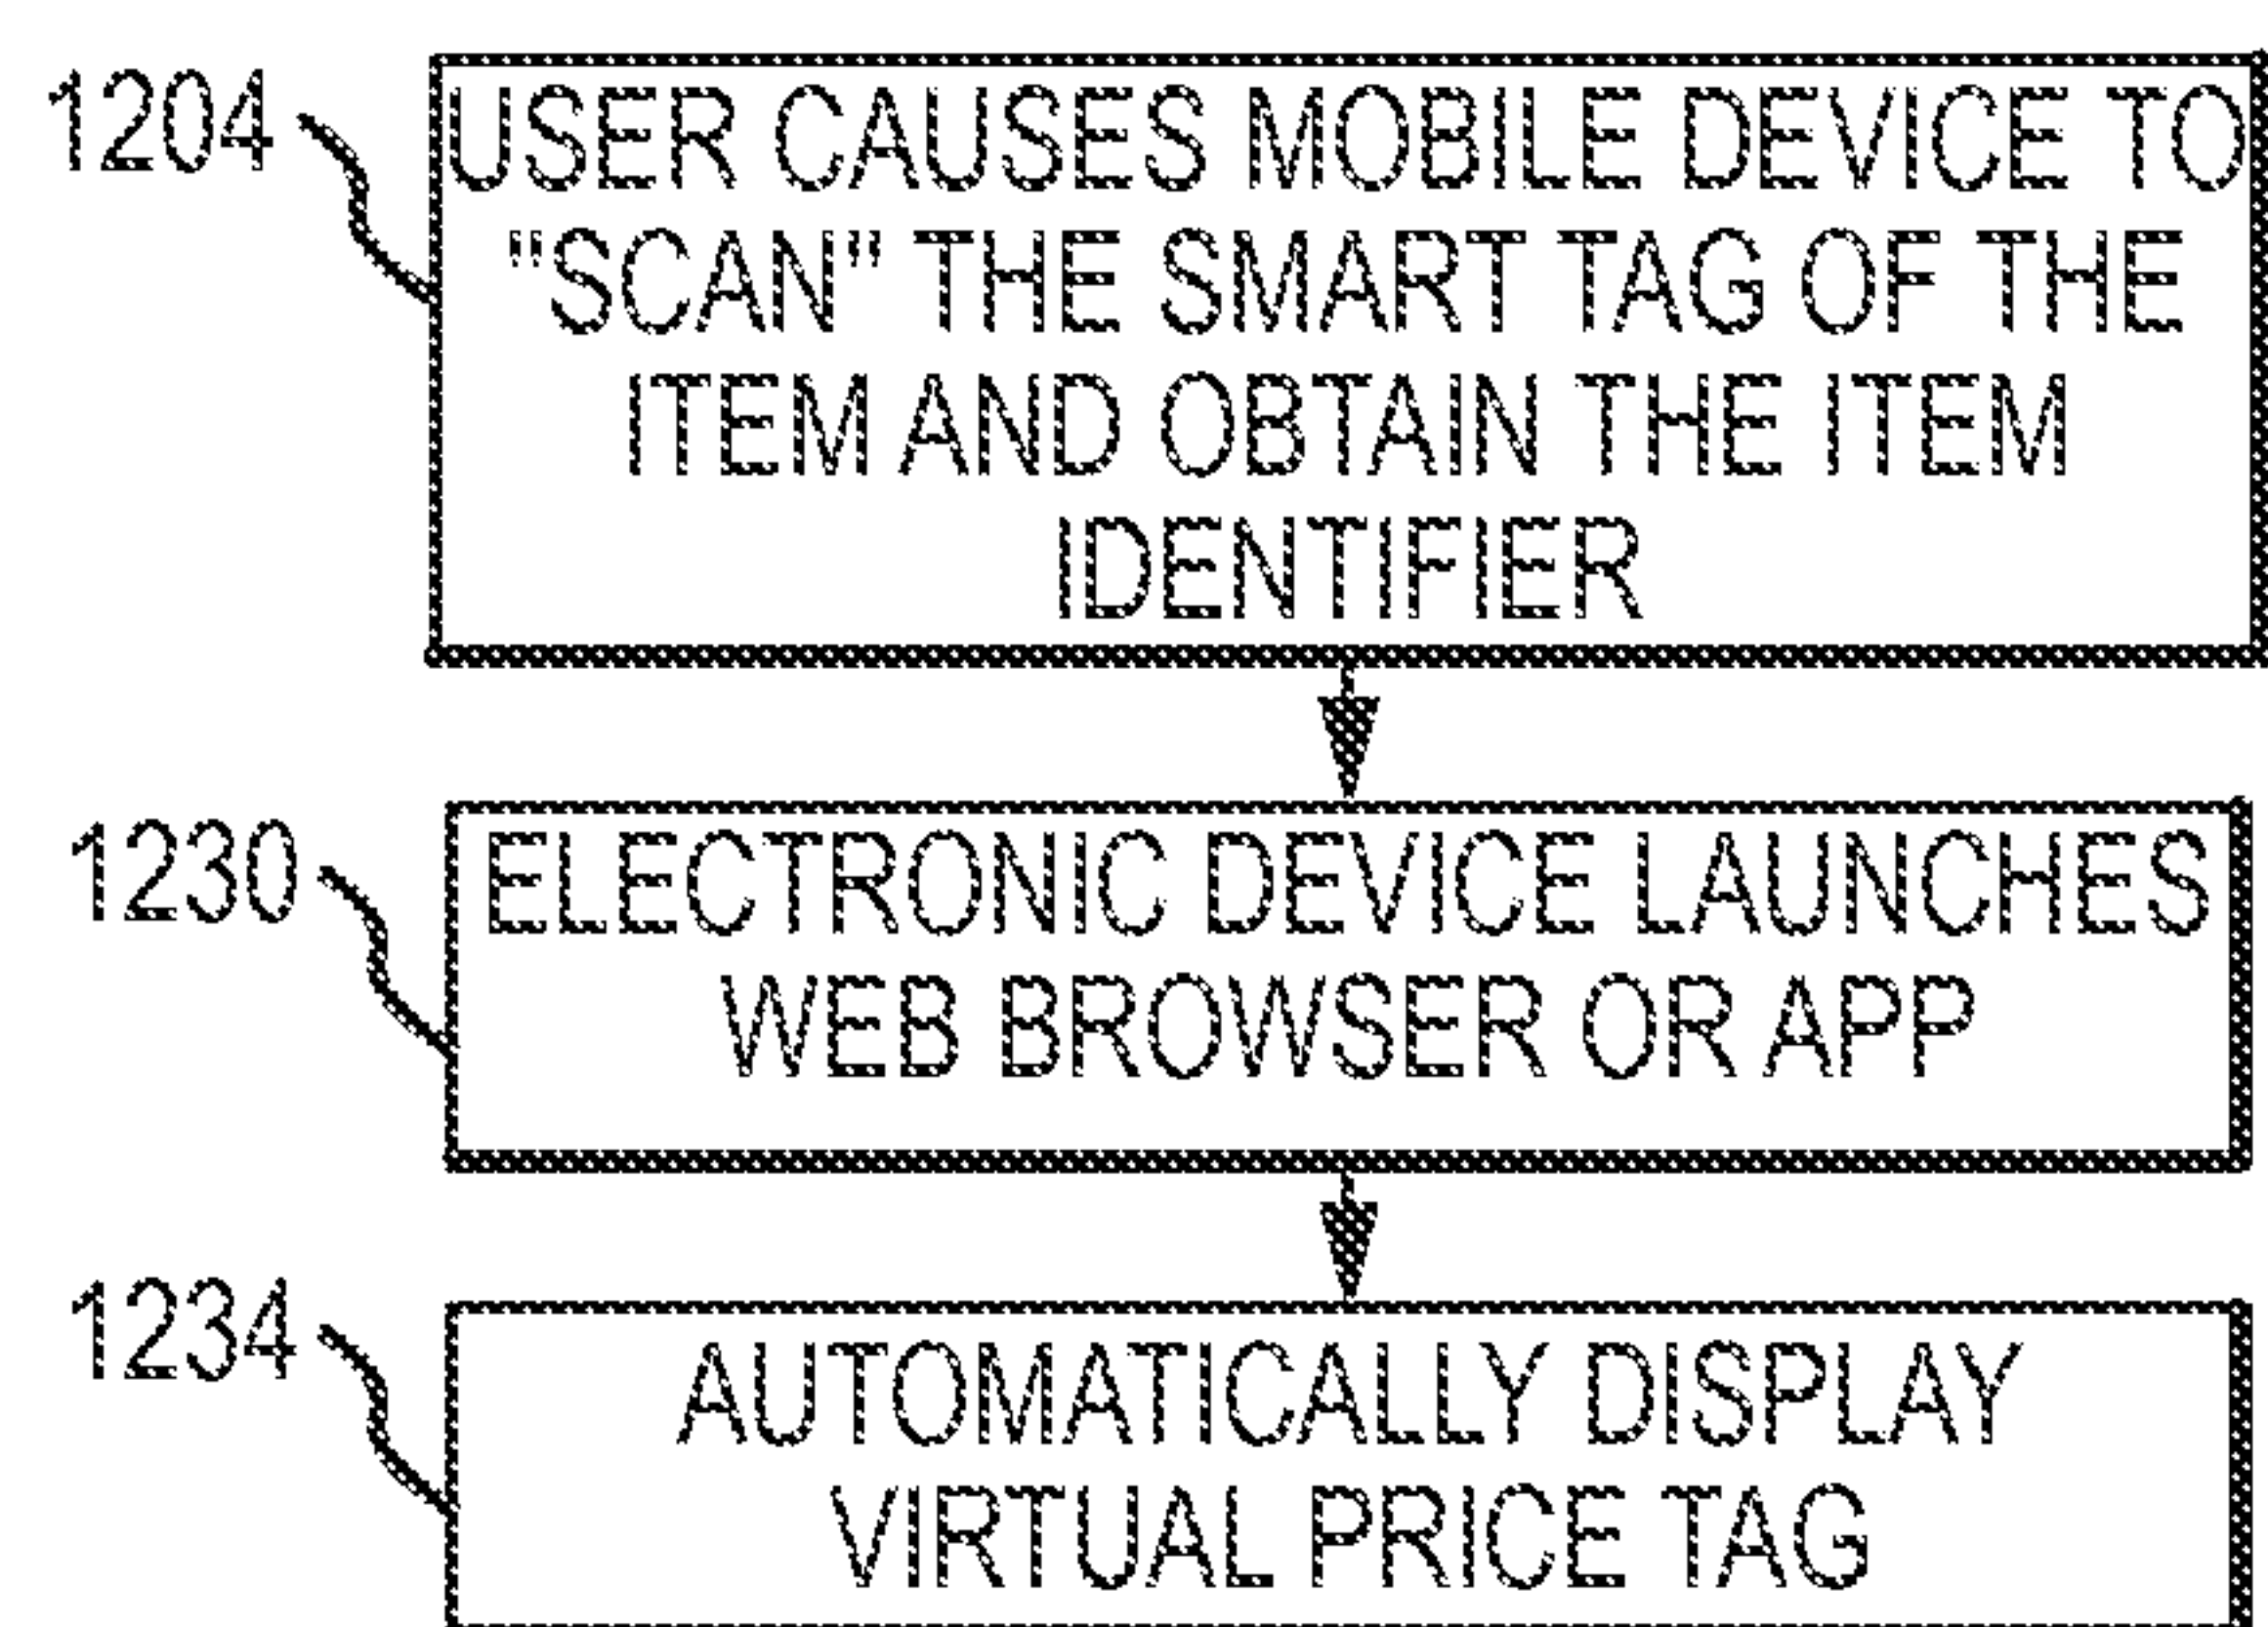 1204
USER CAUSES MOBILE DEVICE TO
"SCAN" THE SMART TAG OF THE
ITEM AND OBTAIN THE ITEM
IDENTIFIER
1230
ELECTRONIC DEVICE LAUNCHES
WEB BROWSER OR APP
1234
AUTOMATICALLY DISPLAY
VIRTUAL PRICE TAG